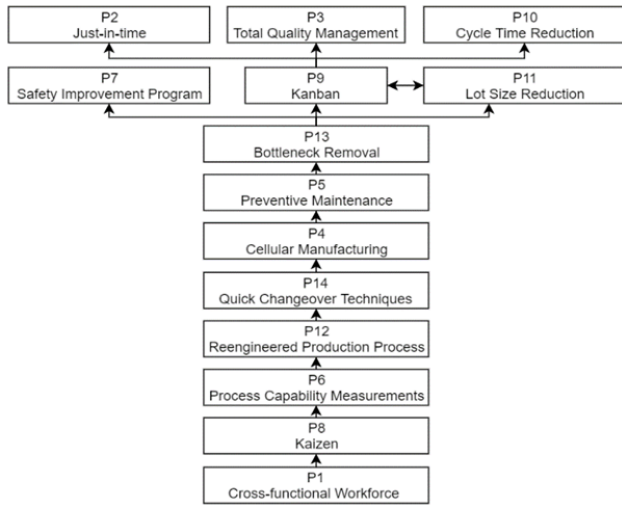 P2
Just-in-time
P3
Total Quality Management
P10
Cycle Time Reduction
P7
Safety Improvement Program
P9
Kanban
P11
Lot Size Reduction
P13
Bottleneck Removal
P5
Preventive Maintenance
P4
Cellular Manufacturing
P14
Quick Changeover Techniques
P12
Reengineered Production Process
P6
Process Capability Measurements
P8
Kaizen
P1
Cross-functional Workforce